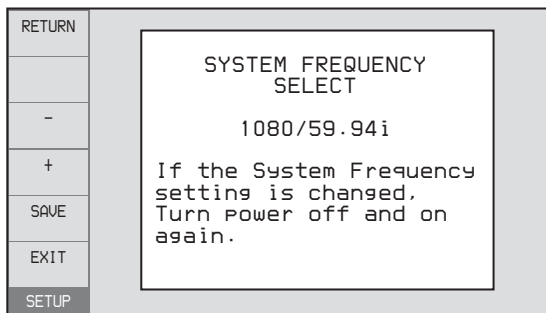 RETURN
-
+
SAVE
EXIT
SETUP
SYSTEM FREQUENCY
SELECT
1080/59.94i
If the System Frequency
setting is changed,
Turn power off and on
again.